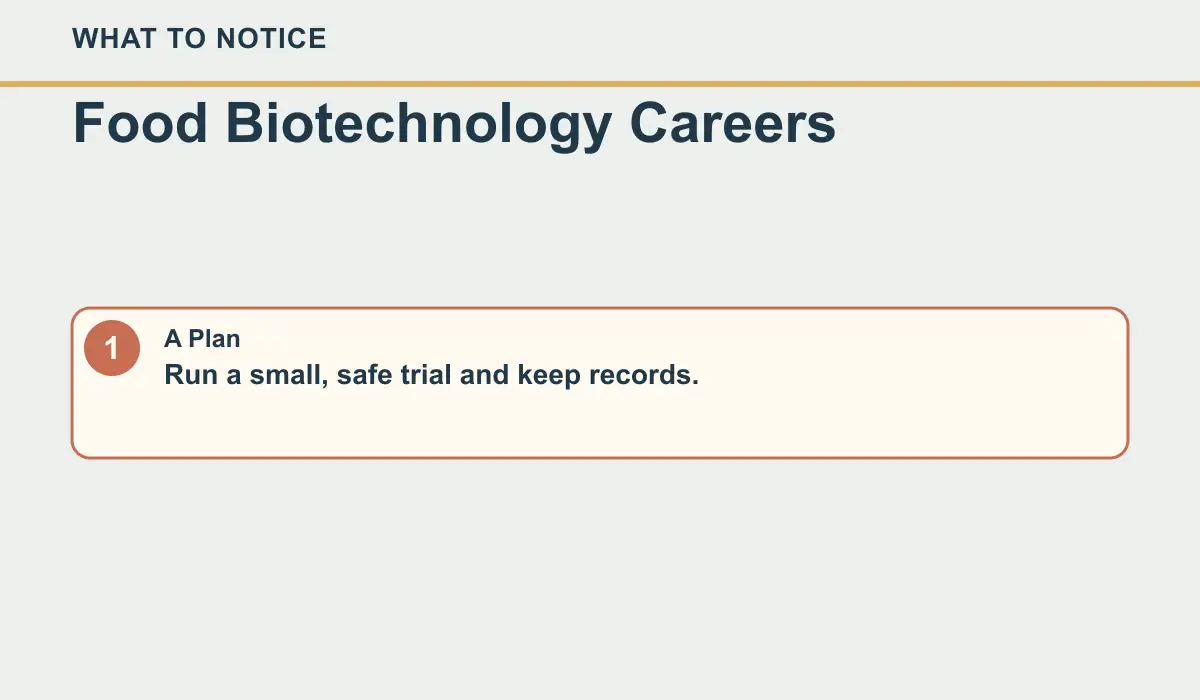 WHAT TO NOTICE
Food Biotechnology Careers
1
A Plan
Run a small, safe trial and keep records.